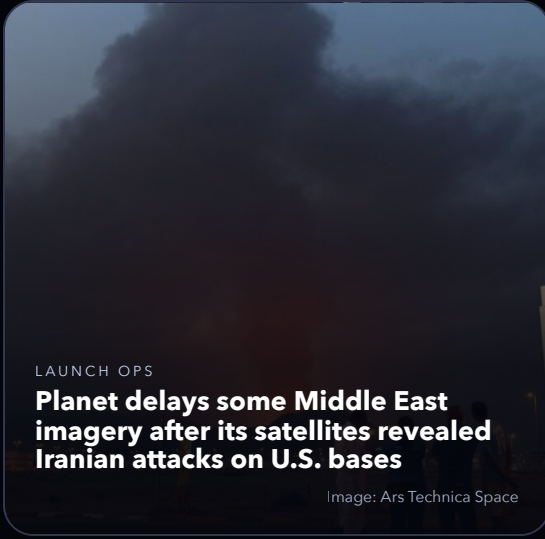 LAUNCH OPS
Planet delays some Middle East
imagery after its satellites revealed
Iranian attacks on U.S. bases
Image: Ars Technica Space